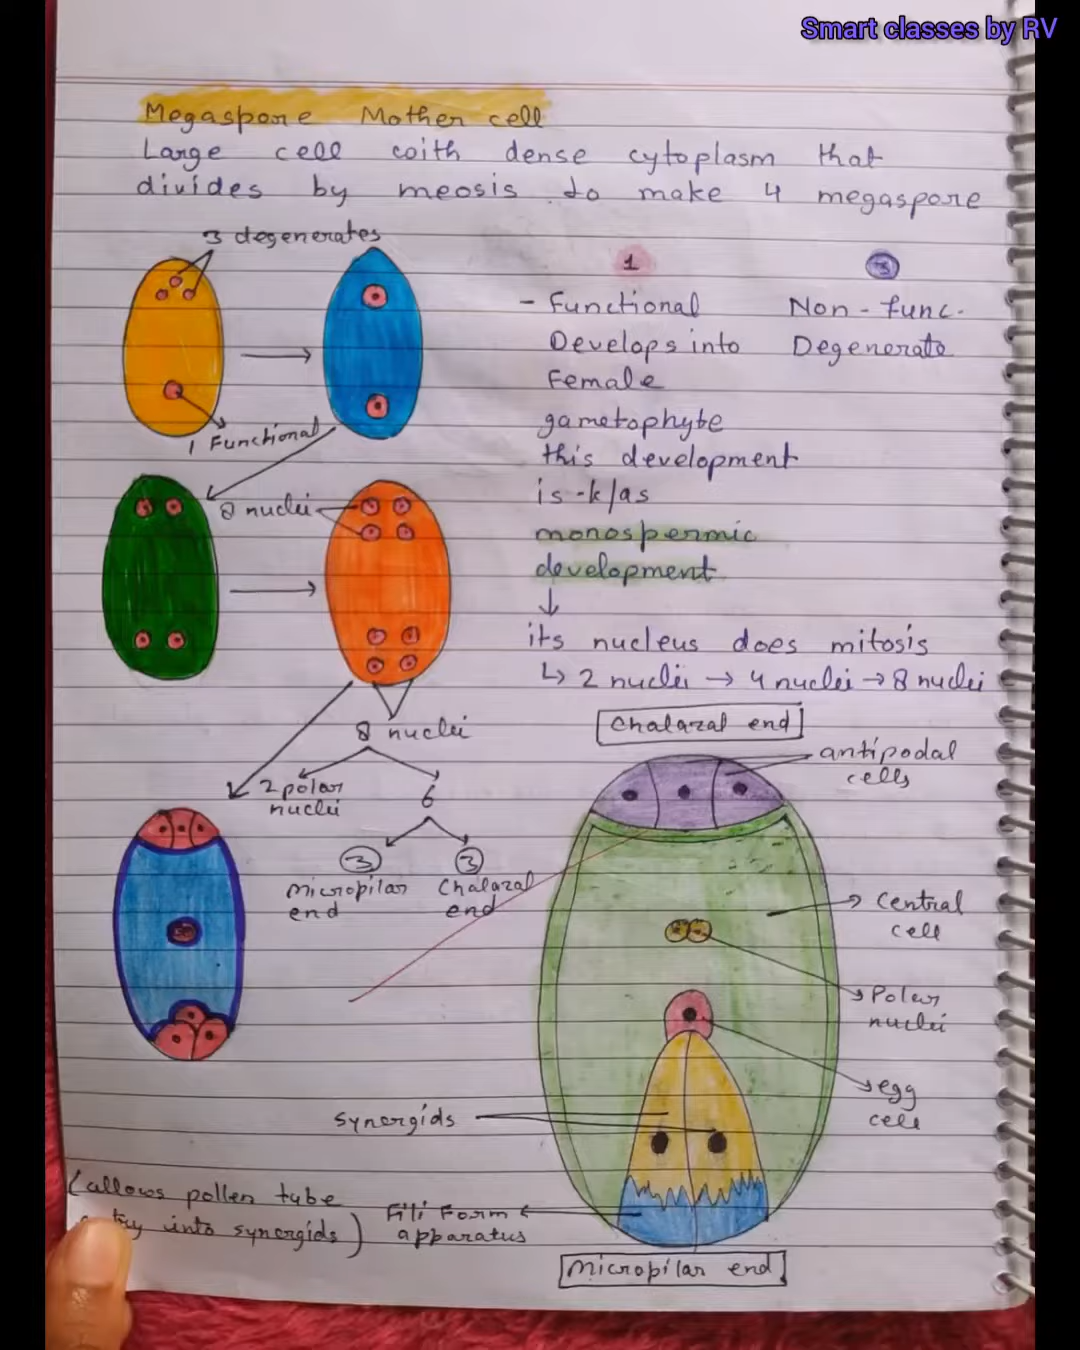 Smart classes by RV
Megaspore Mother cell
Large cell with dense cytoplasm that
divides by meosis to make 4 megaspore
3 degenerates
1 Functional
1
- Functional
Develops into
Female
gametophyte
this development
is -k/as
monospermic
development
↓
its nucleus does mitosis
↳ 2 nuclei → 4 nuclei → 8 nuclei
3
Non - func.
Degenerate
8 nuclei
8 nuclei
2 polar
nuclei
6
3
micropilar
end
3
Chalazal
end
Chalazal end
antipodal
cells
Central
cell
Polar
nuclei
egg
cell
Synergids
Fili Form
apparatus
(allows pollen tube
into synergids)
micropilar end